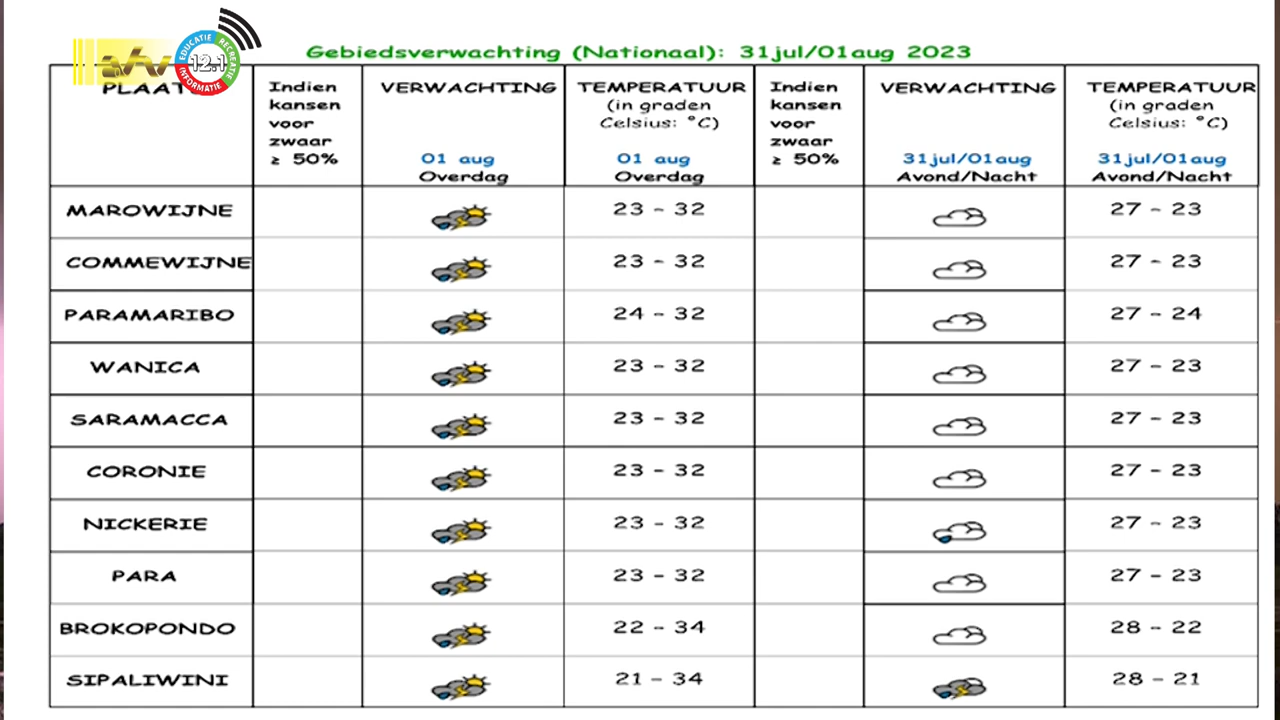 Gebiedsverwachting (Nationaal): 31jul/01aug 2023
EDUCATIE
RECREATIE
INFORMATIE
12.1
PLAATS Indien kansen voor zwaar ≥ 50% VERWACHTING 01 aug Overdag TEMPERATUUR (in graden Celsius: °C) 01 aug Overdag Indien kansen voor zwaar ≥ 50% VERWACHTING 31jul/01aug Avond/Nacht TEMPERATUUR (in graden Celsius: °C) 31jul/01aug Avond/Nacht
MAROWIJNE 23 - 32 27 - 23
COMMEWIJNE 23 - 32 27 - 23
PARAMARIBO 24 - 32 27 - 24
WANICA 23 - 32 27 - 23
SARAMACCA 23 - 32 27 - 23
CORONIE 23 - 32 27 - 23
NICKERIE 23 - 32 27 - 23
PARA 23 - 32 27 - 23
BROKOPONDO 22 - 34 28 - 22
SIPALIWINI 21 - 34 28 - 21